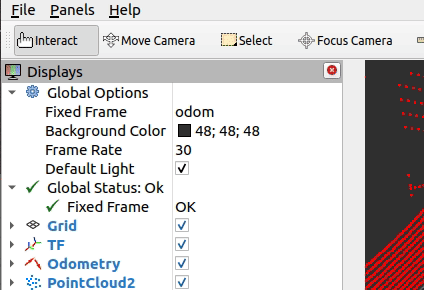 File Panels Help
Interact Move Camera Select Focus Camera
Displays
Global Options
Fixed Frame odom
Background Color 48; 48; 48
Frame Rate 30
Default Light
Global Status: Ok
Fixed Frame OK
Grid
TF
Odometry
PointCloud2